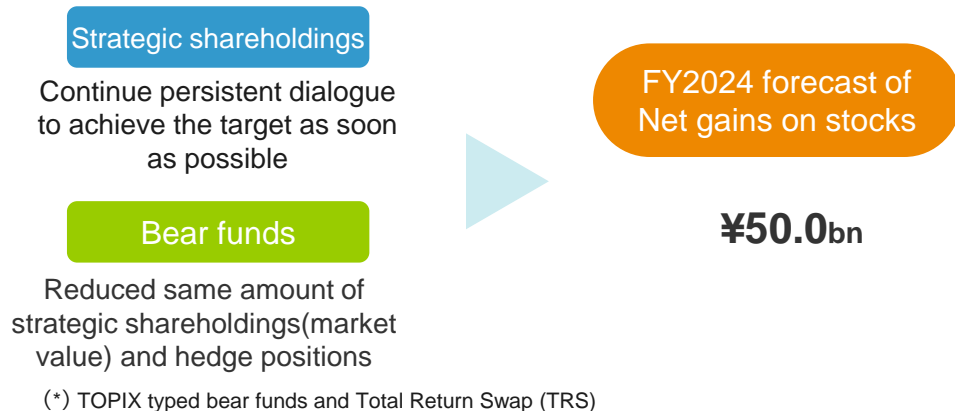 Strategic shareholdings
Continue persistent dialogue
to achieve the target as soon
as possible
Bear funds
Reduced same amount of
strategic shareholdings(market
value) and hedge positions
(*) TOPIX typed bear funds and Total Return Swap (TRS)
FY2024 forecast of
Net gains on stocks
¥50.0bn